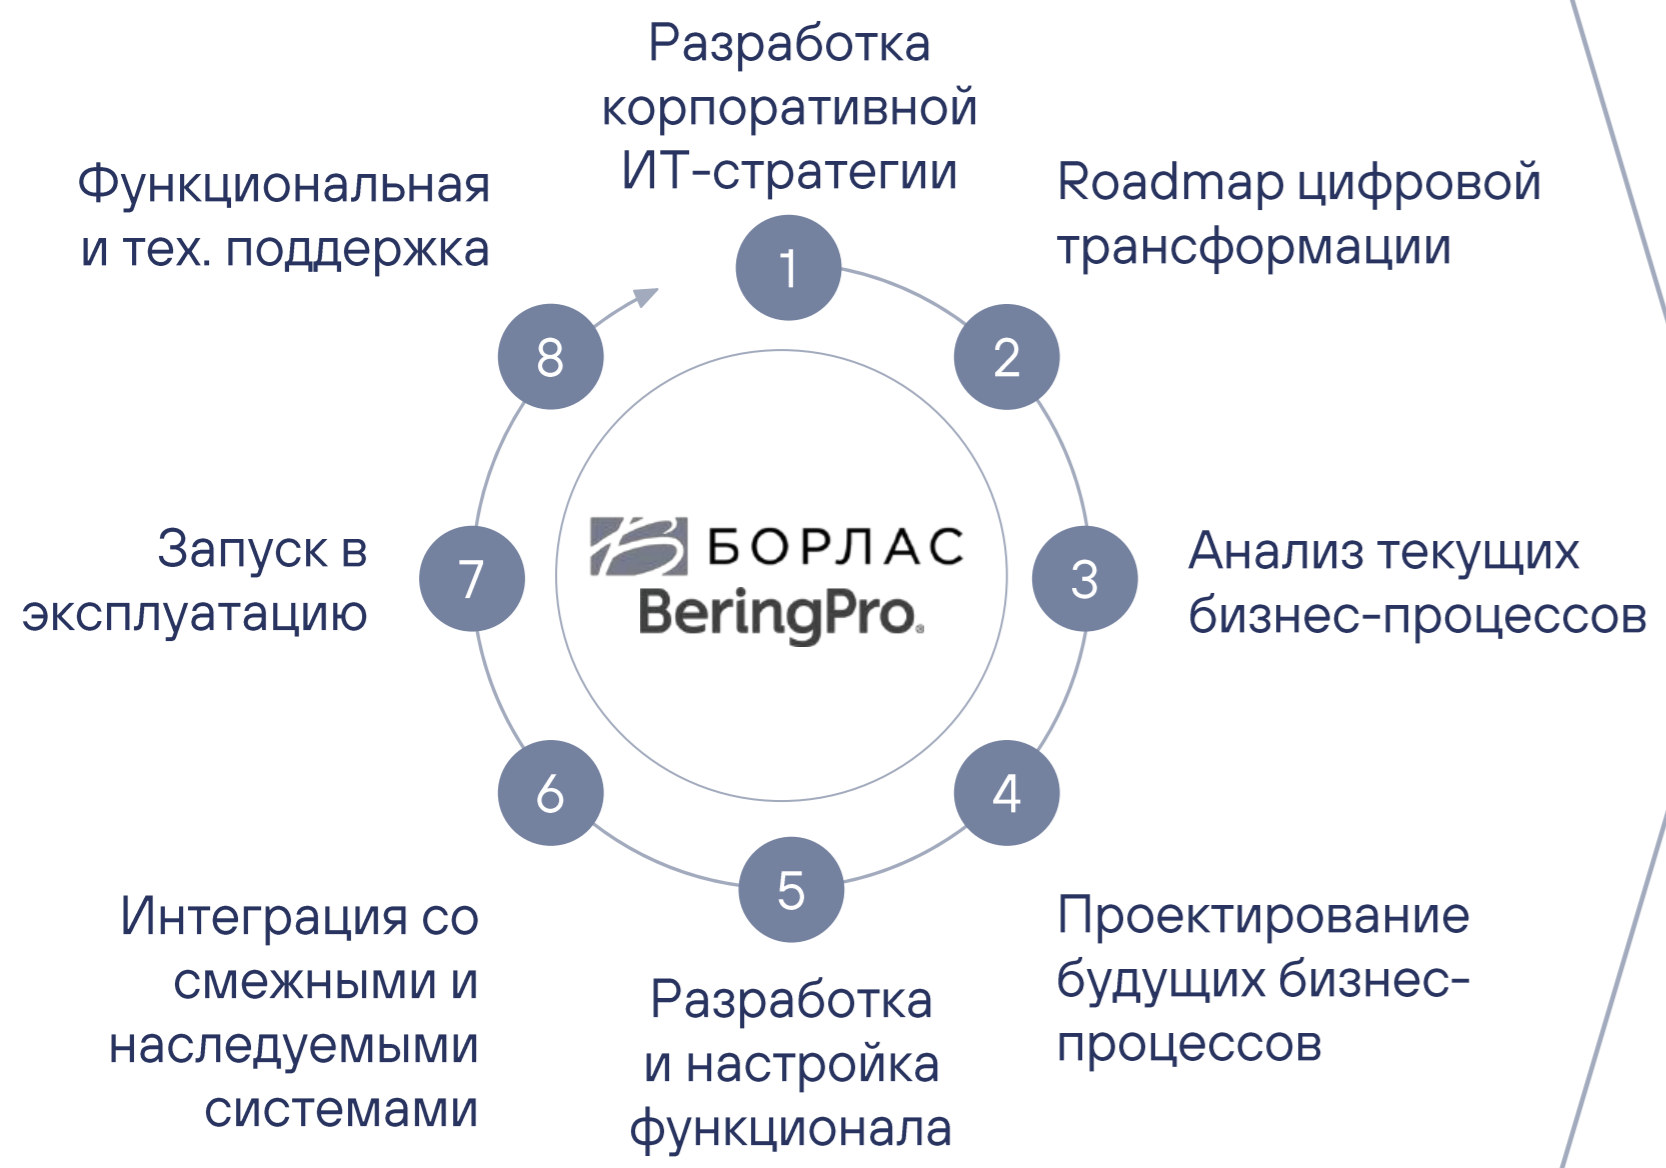 Разработка
корпоративной
ИТ-стратегии
1
Roadmap цифровой
трансформации
2
Анализ текущих
бизнес-процессов
3
Проектирование
будущих бизнес-
процессов
4
Разработка
и настройка
функционала
5
Интеграция со
смежными и
наследуемыми
системами
6
Запуск в
эксплуатацию
7
Функциональная
и тех. поддержка
8
БОРЛАС
BeringPro®